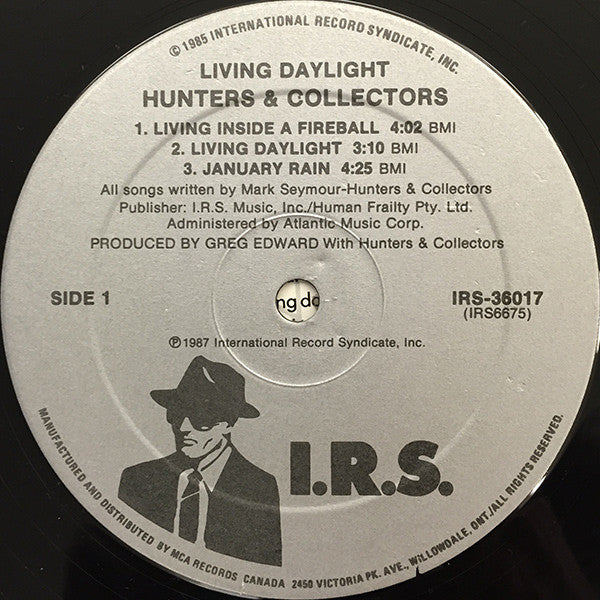 © 1985 INTERNATIONAL RECORD SYNDICATE, INC.
LIVING DAYLIGHT
HUNTERS & COLLECTORS
1. LIVING INSIDE A FIREBALL 4:02 BMI
2. LIVING DAYLIGHT 3:10 BMI
3. JANUARY RAIN 4:25 BMI
All songs written by Mark Seymour-Hunters & Collectors
Publisher: I.R.S. Music, Inc./Human Frailty Pty. Ltd.
Administered by Atlantic Music Corp.
PRODUCED BY GREG EDWARD With Hunters & Collectors
SIDE 1
ng do
IRS-36017
(IRS6675)
℗ 1987 International Record Syndicate, Inc.
I.R.S.
MANUFACTURED AND DISTRIBUTED BY MCA RECORDS CANADA 2450 VICTORIA PK. AVE., WILLOWDALE, ONT./ALL RIGHTS RESERVED.